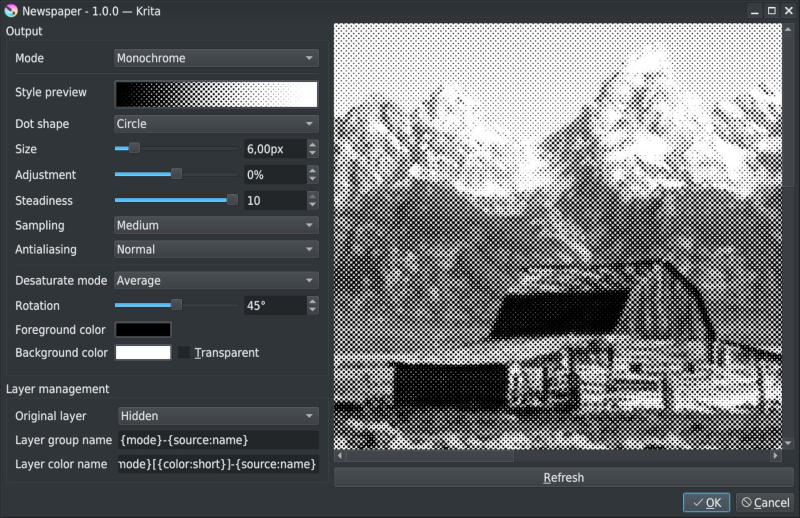 Newspaper - 1.0.0 — Krita
Output
Mode Monochrome
Style preview
Dot shape Circle
Size 6,00px
Adjustment 0%
Steadiness 10
Sampling Medium
Antialiasing Normal
Desaturate mode Average
Rotation 45°
Foreground color
Background color Transparent
Layer management
Original layer Hidden
Layer group name {mode}-{source:name}
Layer color name mode}[{color:short}]-{source:name}
Refresh
OK Cancel